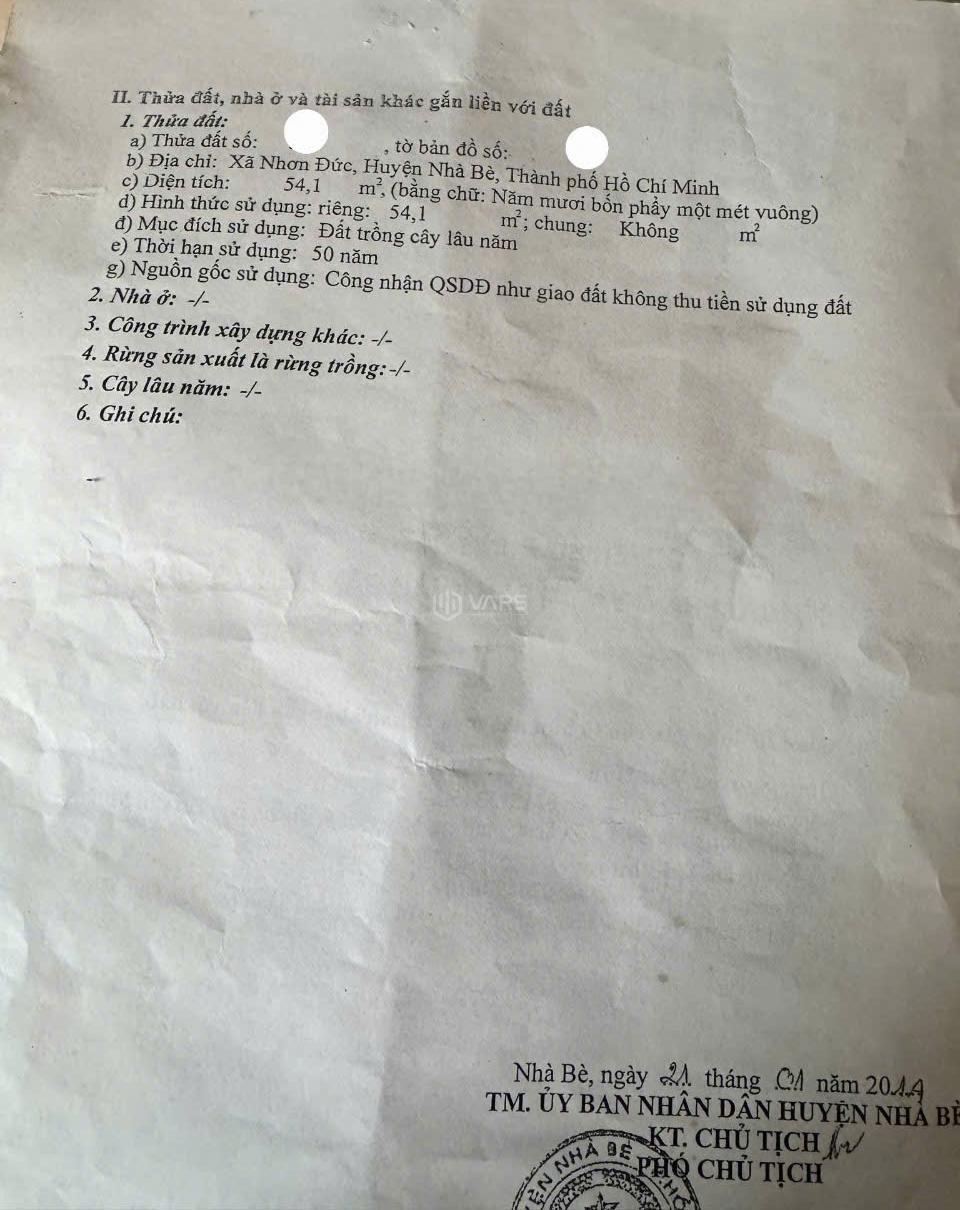 II. Thửa đất, nhà ở và tài sản khác gắn liền với đất
1. Thửa đất:
a) Thửa đất số: , tờ bản đồ số:
b) Địa chỉ: Xã Nhơn Đức, Huyện Nhà Bè, Thành phố Hồ Chí Minh
c) Diện tích: 54,1 m², (bằng chữ: Năm mươi bốn phẩy một mét vuông)
d) Hình thức sử dụng: riêng: 54,1 m²; chung: Không m²
đ) Mục đích sử dụng: Đất trồng cây lâu năm
e) Thời hạn sử dụng: 50 năm
g) Nguồn gốc sử dụng: Công nhận QSDĐ như giao đất không thu tiền sử dụng đất
2. Nhà ở: -/-
3. Công trình xây dựng khác: -/-
4. Rừng sản xuất là rừng trồng: -/-
5. Cây lâu năm: -/-
6. Ghi chú:
VARS
Nhà Bè, ngày 21 tháng 01 năm 2014
TM. ỦY BAN NHÂN DÂN HUYỆN NHÀ BÈ
KT. CHỦ TỊCH
PHÓ CHỦ TỊCH
NHÀ BÈ